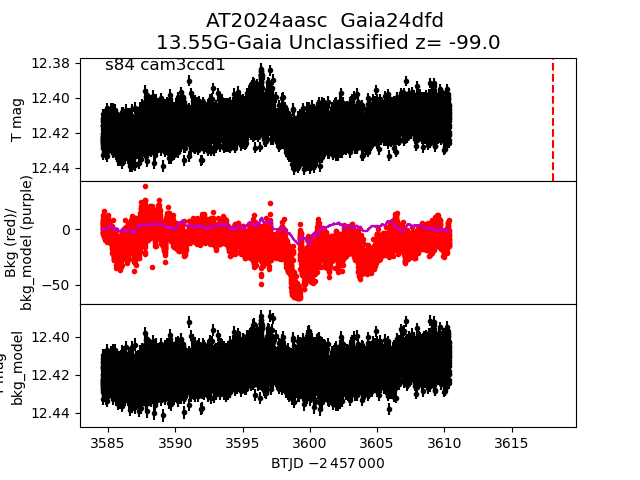 AT2024aasc  Gaia24dfd
13.55G-Gaia Unclassified z= -99.0
s84 cam3ccd1
T mag
12.38
12.40
12.42
12.44
Bkg (red)/
bkg_model (purple)
0
−50
bkg_model
12.40
12.42
12.44
3585 3590 3595 3600 3605 3610 3615
BTJD −2 457 000